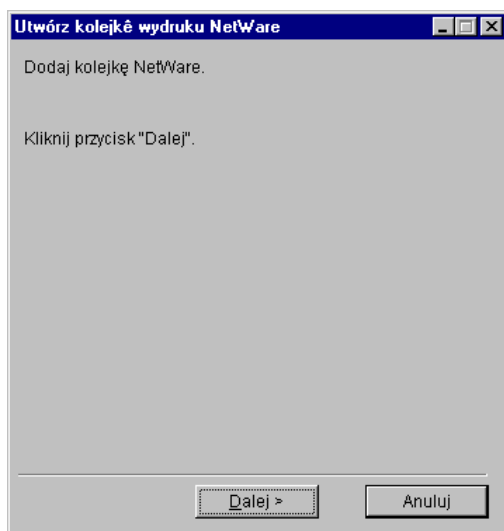 Utwórz kolejkê wydruku NetWare
Dodaj kolejkę NetWare.
Kliknij przycisk "Dalej".
Dalej >
Anuluj